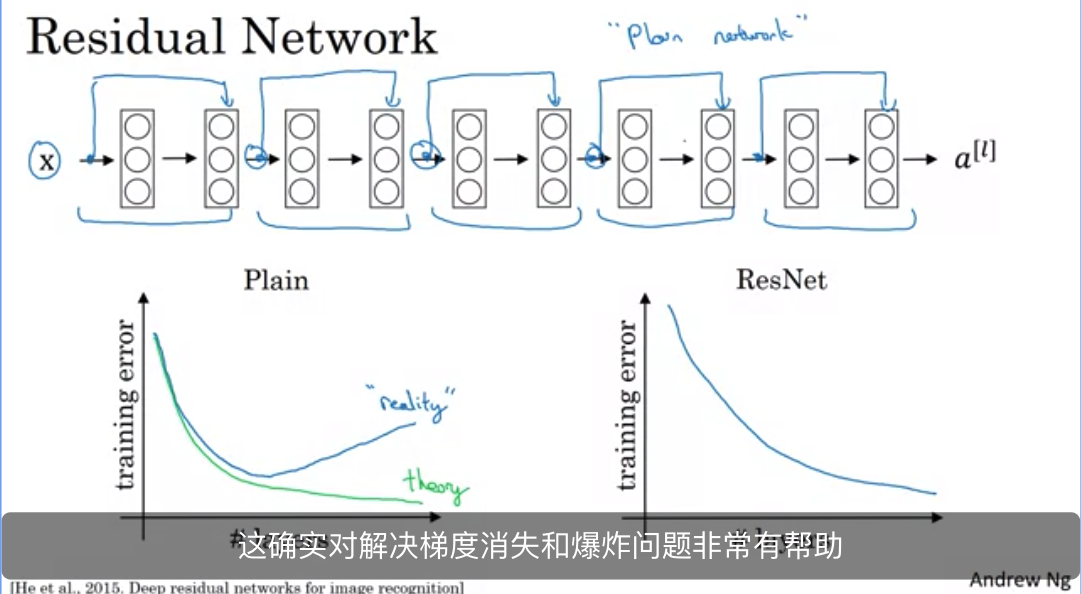 Residual Network
"Plain network"
x
a[l]
Plain
ResNet
training error
"reality"
theory
training error
这确实对解决梯度消失和爆炸问题非常有帮助
Andrew Ng
[He et al., 2015. Deep residual networks for image recognition]